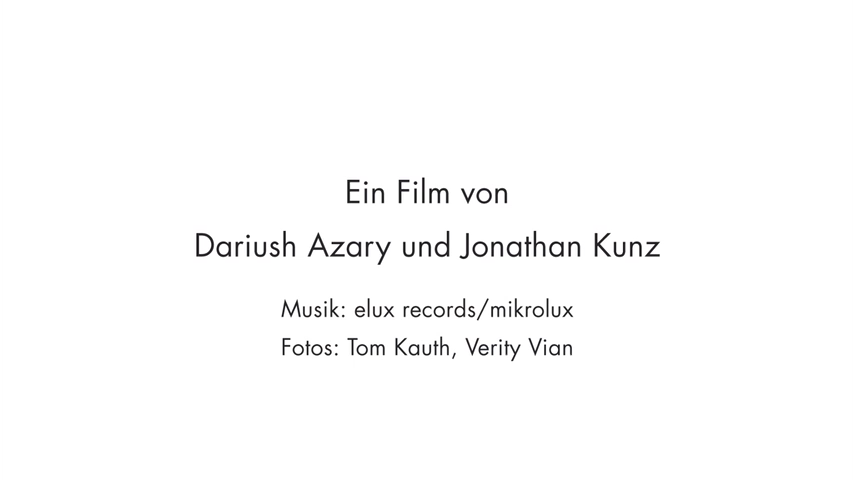 Ein Film von
Dariush Azary und Jonathan Kunz
Musik: elux records/mikrolux
Fotos: Tom Kauth, Verity Vian